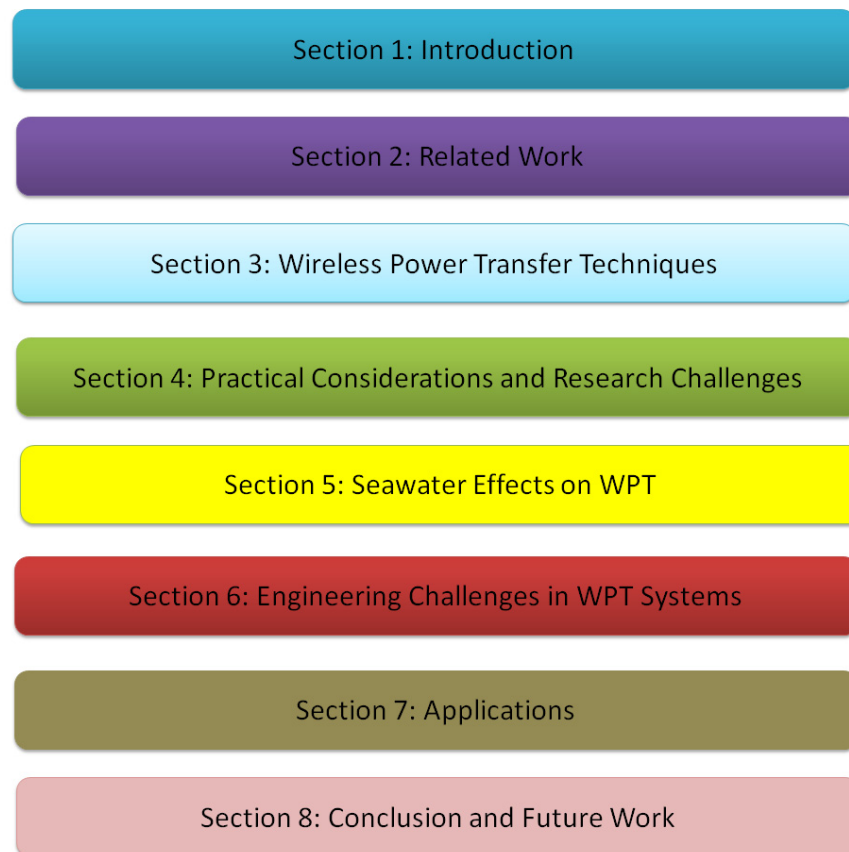 Section 1: Introduction
Section 2: Related Work
Section 3: Wireless Power Transfer Techniques
Section 4: Practical Considerations and Research Challenges
Section 5: Seawater Effects on WPT
Section 6: Engineering Challenges in WPT Systems
Section 7: Applications
Section 8: Conclusion and Future Work